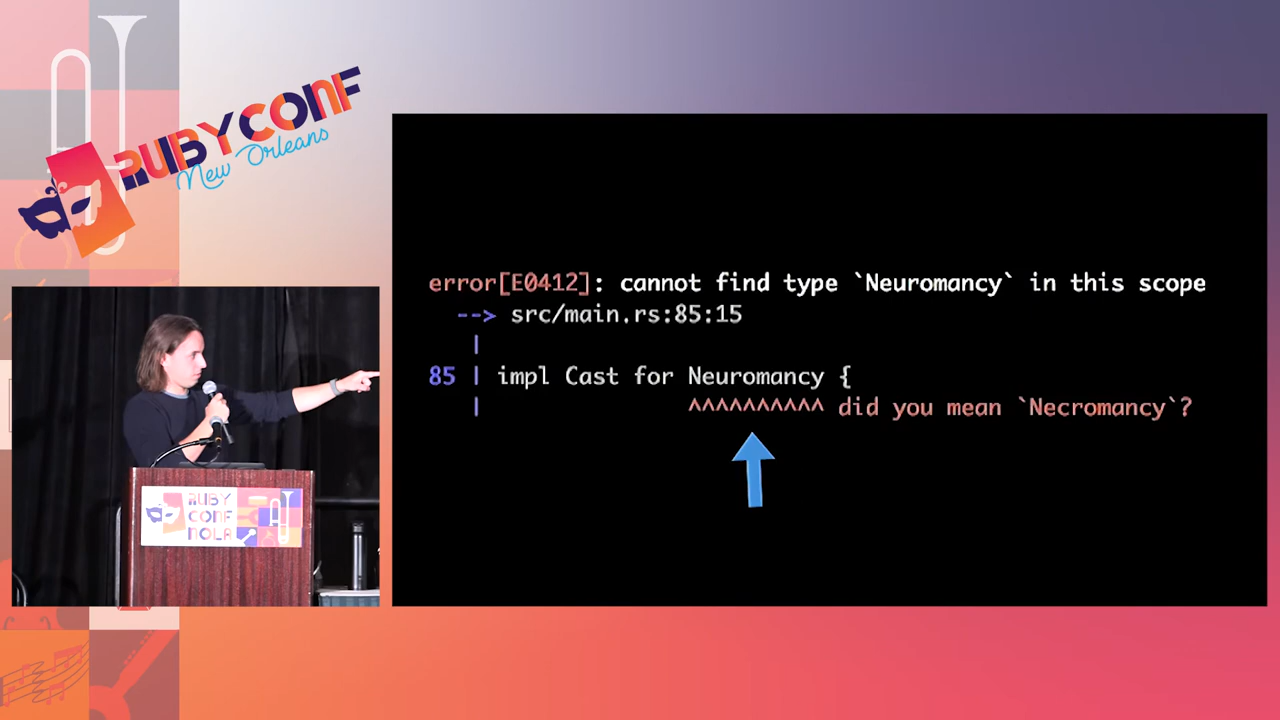 RUBYCONF
New Orleans
error[E0412]: cannot find type `Neuromancy` in this scope
--> src/main.rs:85:15
|
85 | impl Cast for Neuromancy {
| ^^^^^^^^^^ did you mean `Necromancy`?
RUBY
CONF
NOLA